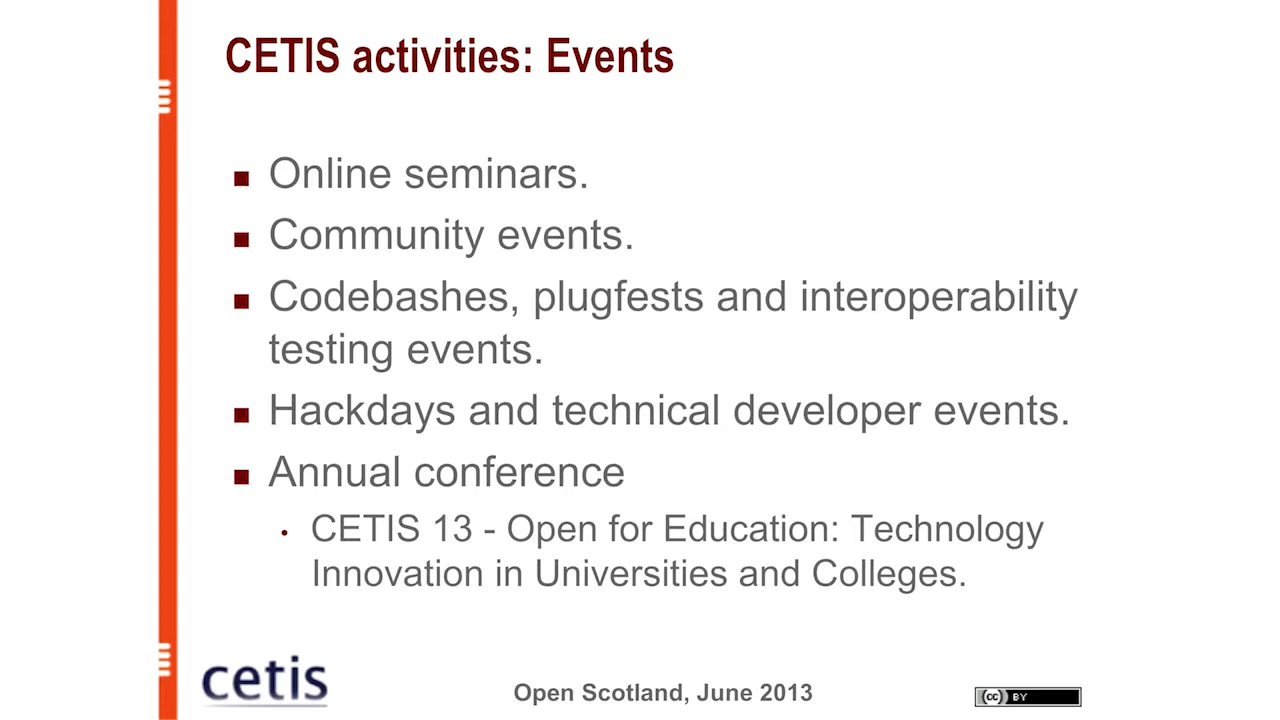 CETIS activities: Events
■ Online seminars.
■ Community events.
■ Codebashes, plugfests and interoperability
testing events.
■ Hackdays and technical developer events.
■ Annual conference
• CETIS 13 - Open for Education: Technology
Innovation in Universities and Colleges.
cetis
Open Scotland, June 2013
cc BY